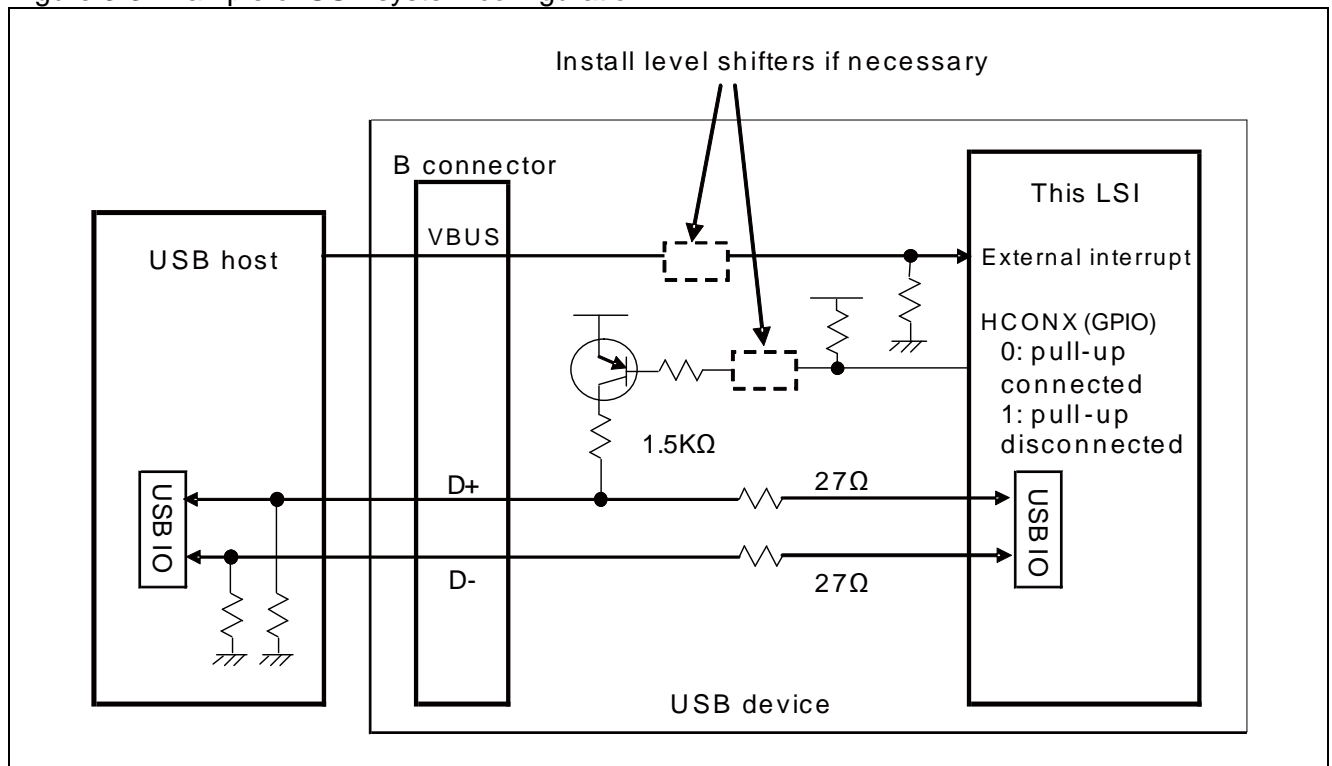 Install level shifters if necessary
B connector
This LSI
VBUS
USB host
External interrupt
HCONX (GPIO)
0: pull-up
connected
1: pull-up
disconnected
1.5KΩ
D+
27Ω
USB IO
USB IO
D-
27Ω
USB device